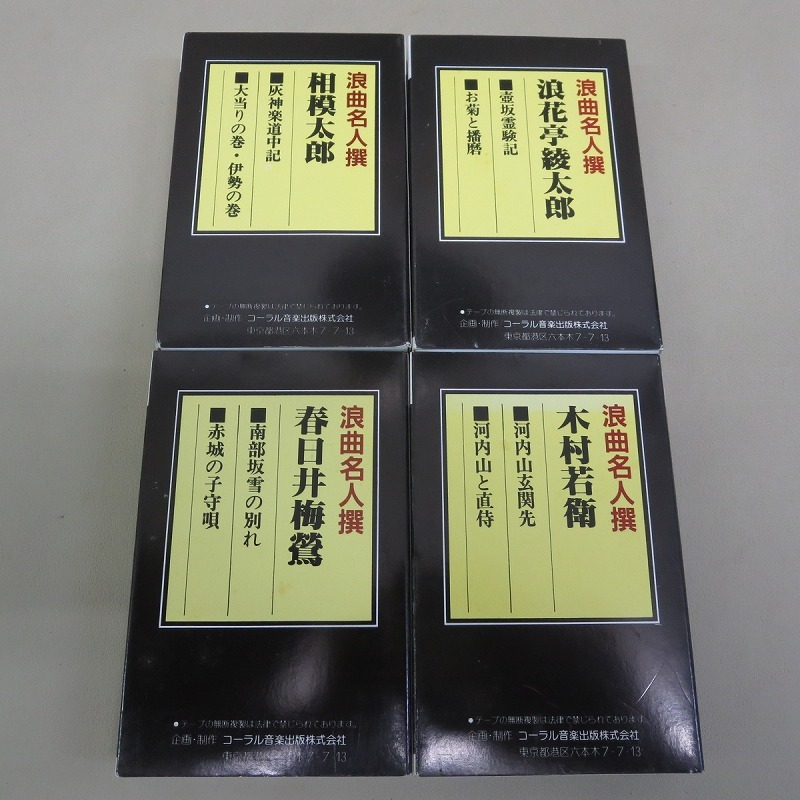 浪曲名人撰
相模太郎
■灰神楽道中記
■大当りの巻・伊勢の巻
●テープの無断複製は法律で禁じられております。
企画・制作 コーラル音楽出版株式会社
東京都港区六本木7-7-13
浪曲名人撰
浪花亭綾太郎
■壺坂霊験記
■お菊と播磨
●テープの無断複製は法律で禁じられております。
企画・制作 コーラル音楽出版株式会社
東京都港区六本木7-7-13
浪曲名人撰
春日井梅鶯
■南部坂雪の別れ
■赤城の子守唄
●テープの無断複製は法律で禁じられております。
企画・制作 コーラル音楽出版株式会社
東京都港区六本木7-7-13
浪曲名人撰
木村若衛
■河内山玄関先
■河内山と直侍
●テープの無断複製は法律で禁じられております。
企画・制作 コーラル音楽出版株式会社
東京都港区六本木7-7-13